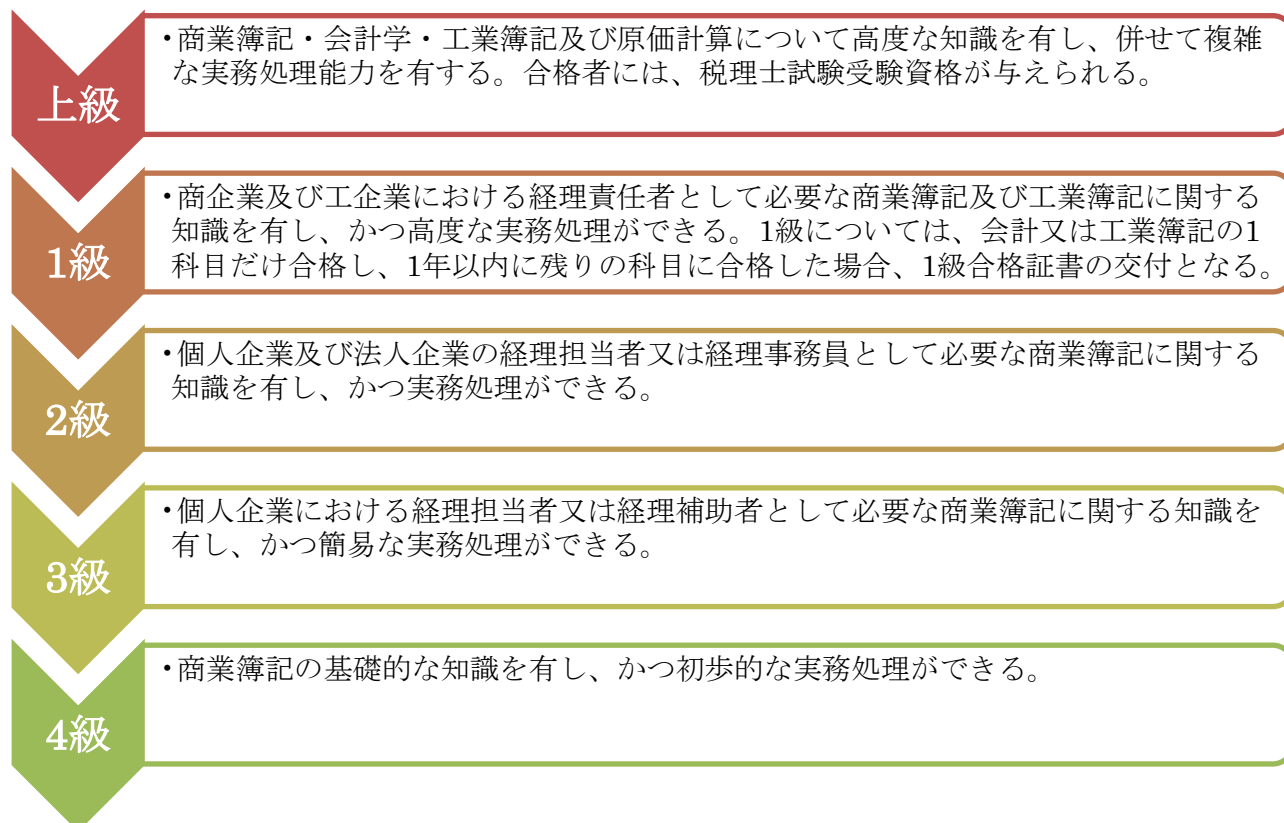 上級
・商業簿記・会計学・工業簿記及び原価計算について高度な知識を有し、併せて複雑
な実務処理能力を有する。合格者には、税理士試験受験資格が与えられる。
1級
・商企業及び工企業における経理責任者として必要な商業簿記及び工業簿記に関する
知識を有し、かつ高度な実務処理ができる。1級については、会計又は工業簿記の1
科目だけ合格し、1年以内に残りの科目に合格した場合、1級合格証書の交付となる。
2級
・個人企業及び法人企業の経理担当者又は経理事務員として必要な商業簿記に関する
知識を有し、かつ実務処理ができる。
3級
・個人企業における経理担当者又は経理補助者として必要な商業簿記に関する知識を
有し、かつ簡易な実務処理ができる。
4級
・商業簿記の基礎的な知識を有し、かつ初歩的な実務処理ができる。